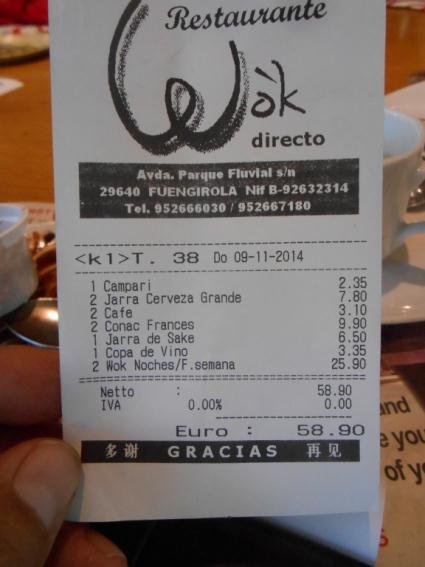 Restaurante
Wòk
directo
Avda. Parque Fluvial s/n
29640 FUENGIROLA Nif B-92632314
Tel. 952666030 / 952667180
<k1>T. 38 Do 09-11-2014
1 Campari 2.35
2 Jarra Cerveza Grande 7.80
2 Cafe 3.10
2 Conac Frances 9.90
1 Jarra de Sake 6.50
1 Copa de Vino 3.35
2 Wok Noches/F.semana 25.90
Netto : 58.90
IVA 0.00% 0.00
Euro : 58.90
多谢 GRACIAS 再见
and
e you
of yo